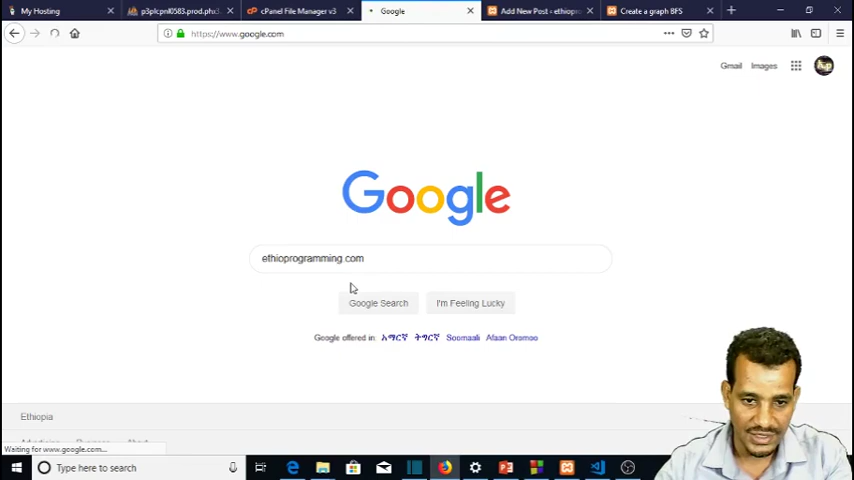 My Hosting
p3plcpnl0583.prod.phx3
cPanel File Manager v3
Google
Add New Post ‹ ethiopro
Create a graph BFS
https://www.google.com
Gmail Images
Google
ethioprogramming.com
Google Search
I'm Feeling Lucky
Google offered in: አማርኛ ትግርኛ Soomaali Afaan Oromoo
Ethiopia
Waiting for www.google.com...
Type here to search